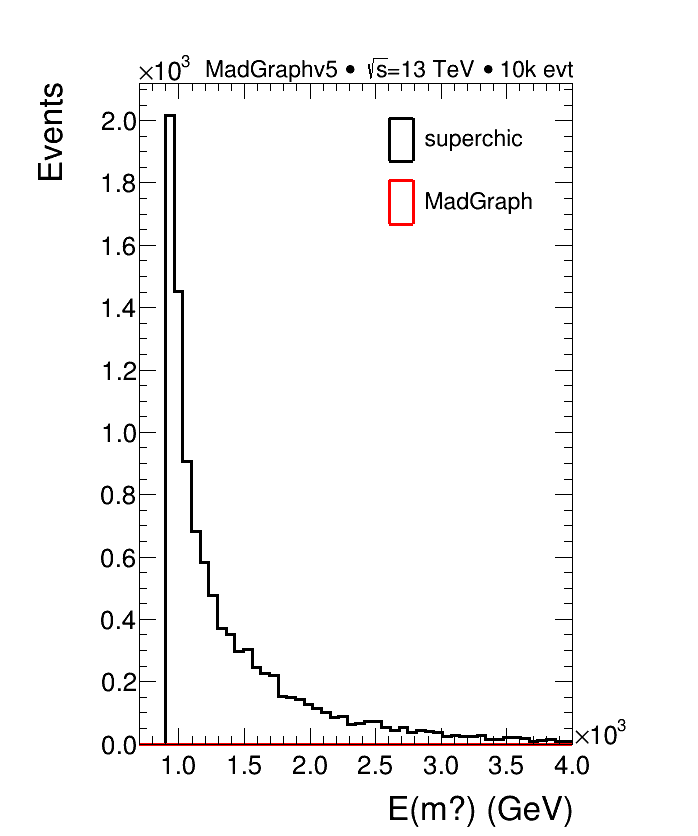 ×10³ MadGraphv5 • √s=13 TeV • 10k evt
Events
superchic
MadGraph
2.0
1.8
1.6
1.4
1.2
1.0
0.8
0.6
0.4
0.2
0.0
1.0 1.5 2.0 2.5 3.0 3.5 4.0
×10³
E(m?) (GeV)